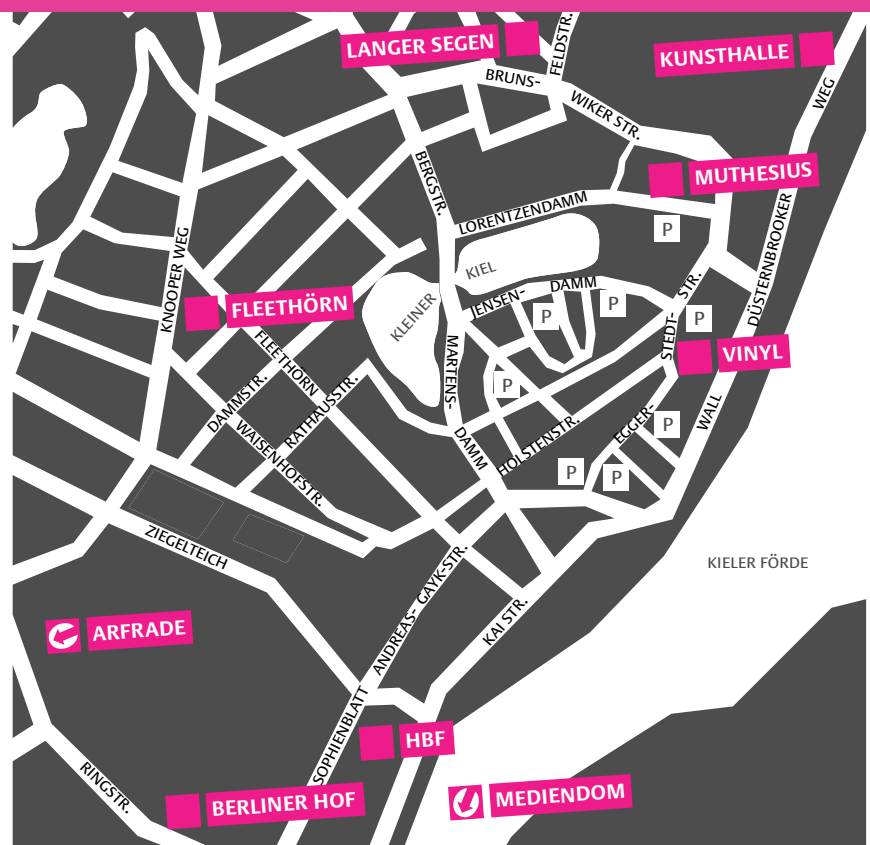 LANGER SEGEN
FELDSTR.
KUNSTHALLE
BRUNS-
WIKER STR.
WEG
BERGSTR.
MUTHESIUS
LORENTZENDAMM
P
DÜSTERNBROOKER
KNOOPER WEG
KIEL
KLEINER
JENSEN-
DAMM
STEDT-
STR.
P
P
P
FLEETHÖRN
FLEETHÖRN
MARTENS-
DAMM
VINYL
P
DAMMSTR.
RATHAUSSTR.
WAISENHOFSTR.
HOLSTENSTR.
EGGER-
P
WALL
P
P
ZIEGELTEICH
KIELER FÖRDE
ANDREAS-
GAYK-STR.
KAI STR.
ARFRADE
SOPHIENBLATT
HBF
RINGSTR.
BERLINER HOF
MEDIENDOM